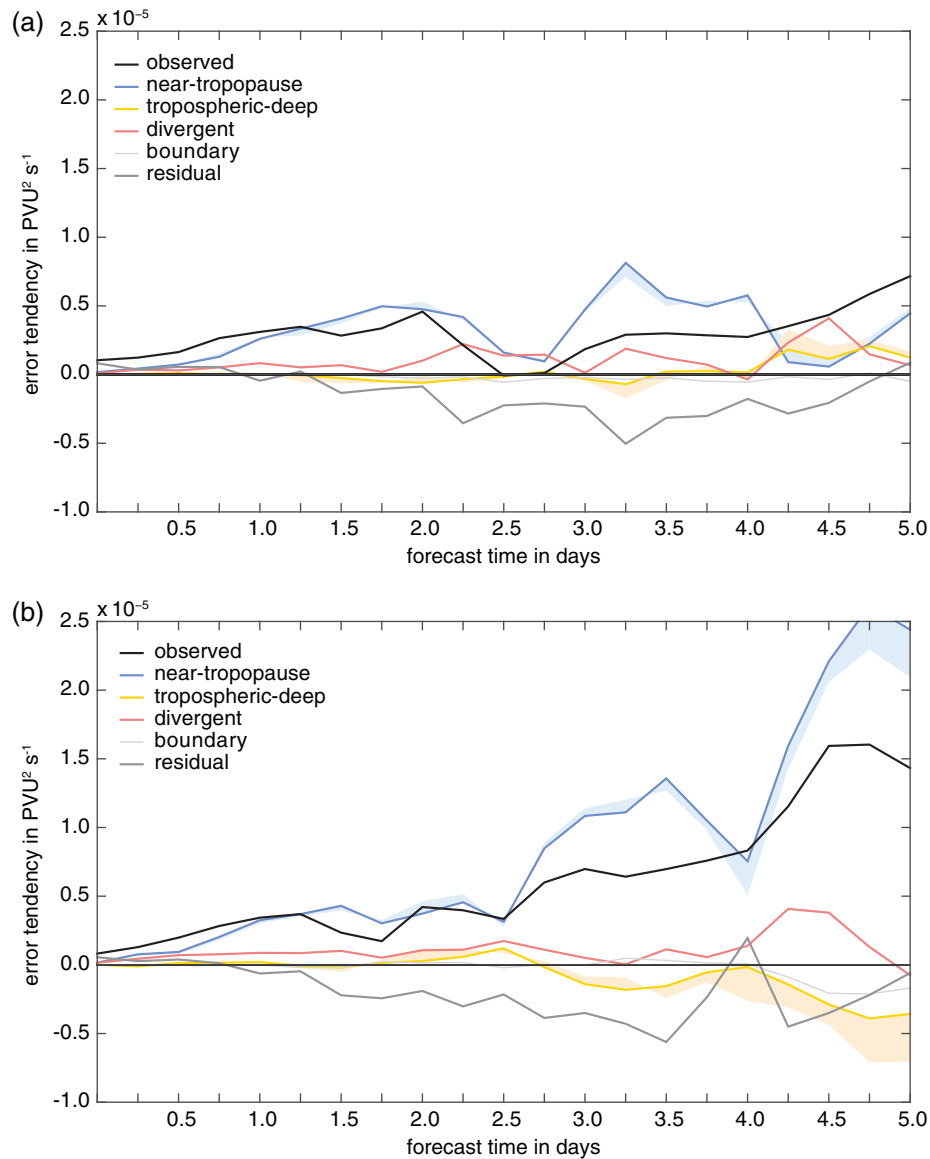 (a)
x 10⁻⁵
2.5
2.0
1.5
1.0
0.5
0.0
-0.5
-1.0
error tendency in PVU² s⁻¹
observed
near-tropopause
tropospheric-deep
divergent
boundary
residual
0.5 1.0 1.5 2.0 2.5 3.0 3.5 4.0 4.5 5.0
forecast time in days
(b)
x 10⁻⁵
2.5
2.0
1.5
1.0
0.5
0.0
-0.5
-1.0
error tendency in PVU² s⁻¹
observed
near-tropopause
tropospheric-deep
divergent
boundary
residual
0.5 1.0 1.5 2.0 2.5 3.0 3.5 4.0 4.5 5.0
forecast time in days